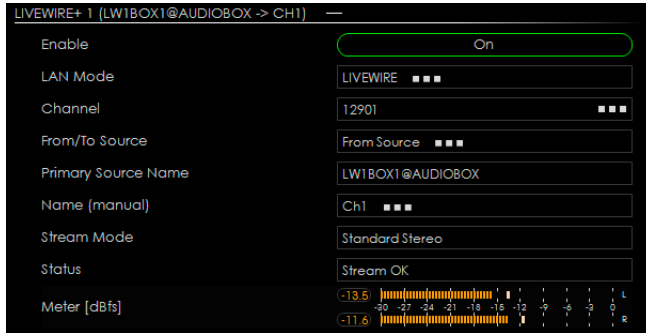 LIVEWIRE+ 1 (LW1BOX1@AUDIOBOX -> CH1) —
Enable On
LAN Mode LIVEWIRE
Channel 12901
From/To Source From Source
Primary Source Name LW1BOX1@AUDIOBOX
Name (manual) Ch1
Stream Mode Standard Stereo
Status Stream OK
-13.5 L
Meter [dBfs] -30 -27 -24 -21 -18 -15 -12 -9 -6 -3 0
-11.6 R